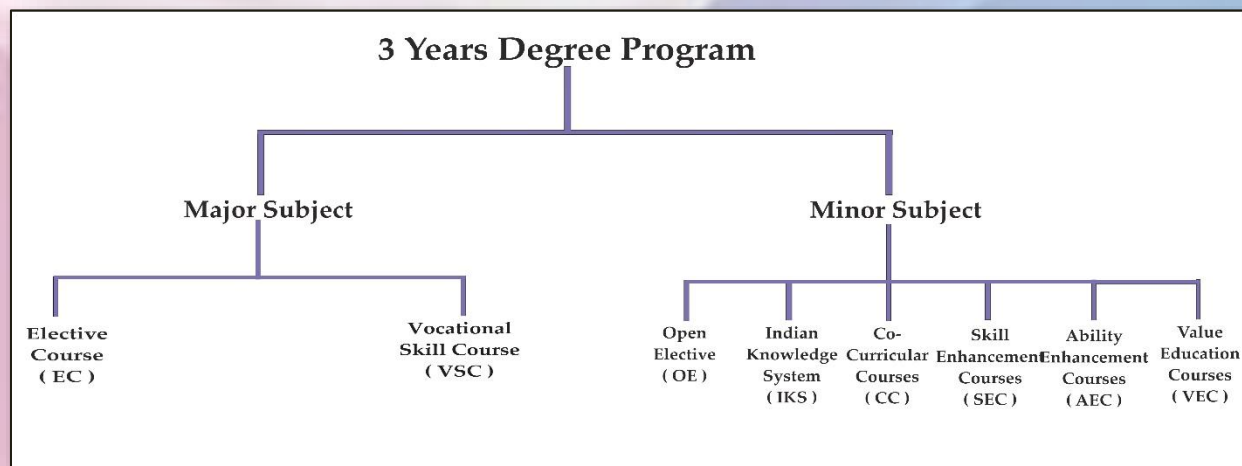 3 Years Degree Program
Major Subject
Minor Subject
Elective
Course
( EC )
Vocational
Skill Course
( VSC )
Open
Elective
( OE )
Indian
Knowledge
System
( IKS )
Co-
Curricular
Courses
( CC )
Skill
Enhancement
Courses
( SEC )
Ability
Enhancement
Courses
( AEC )
Value
Education
Courses
( VEC )